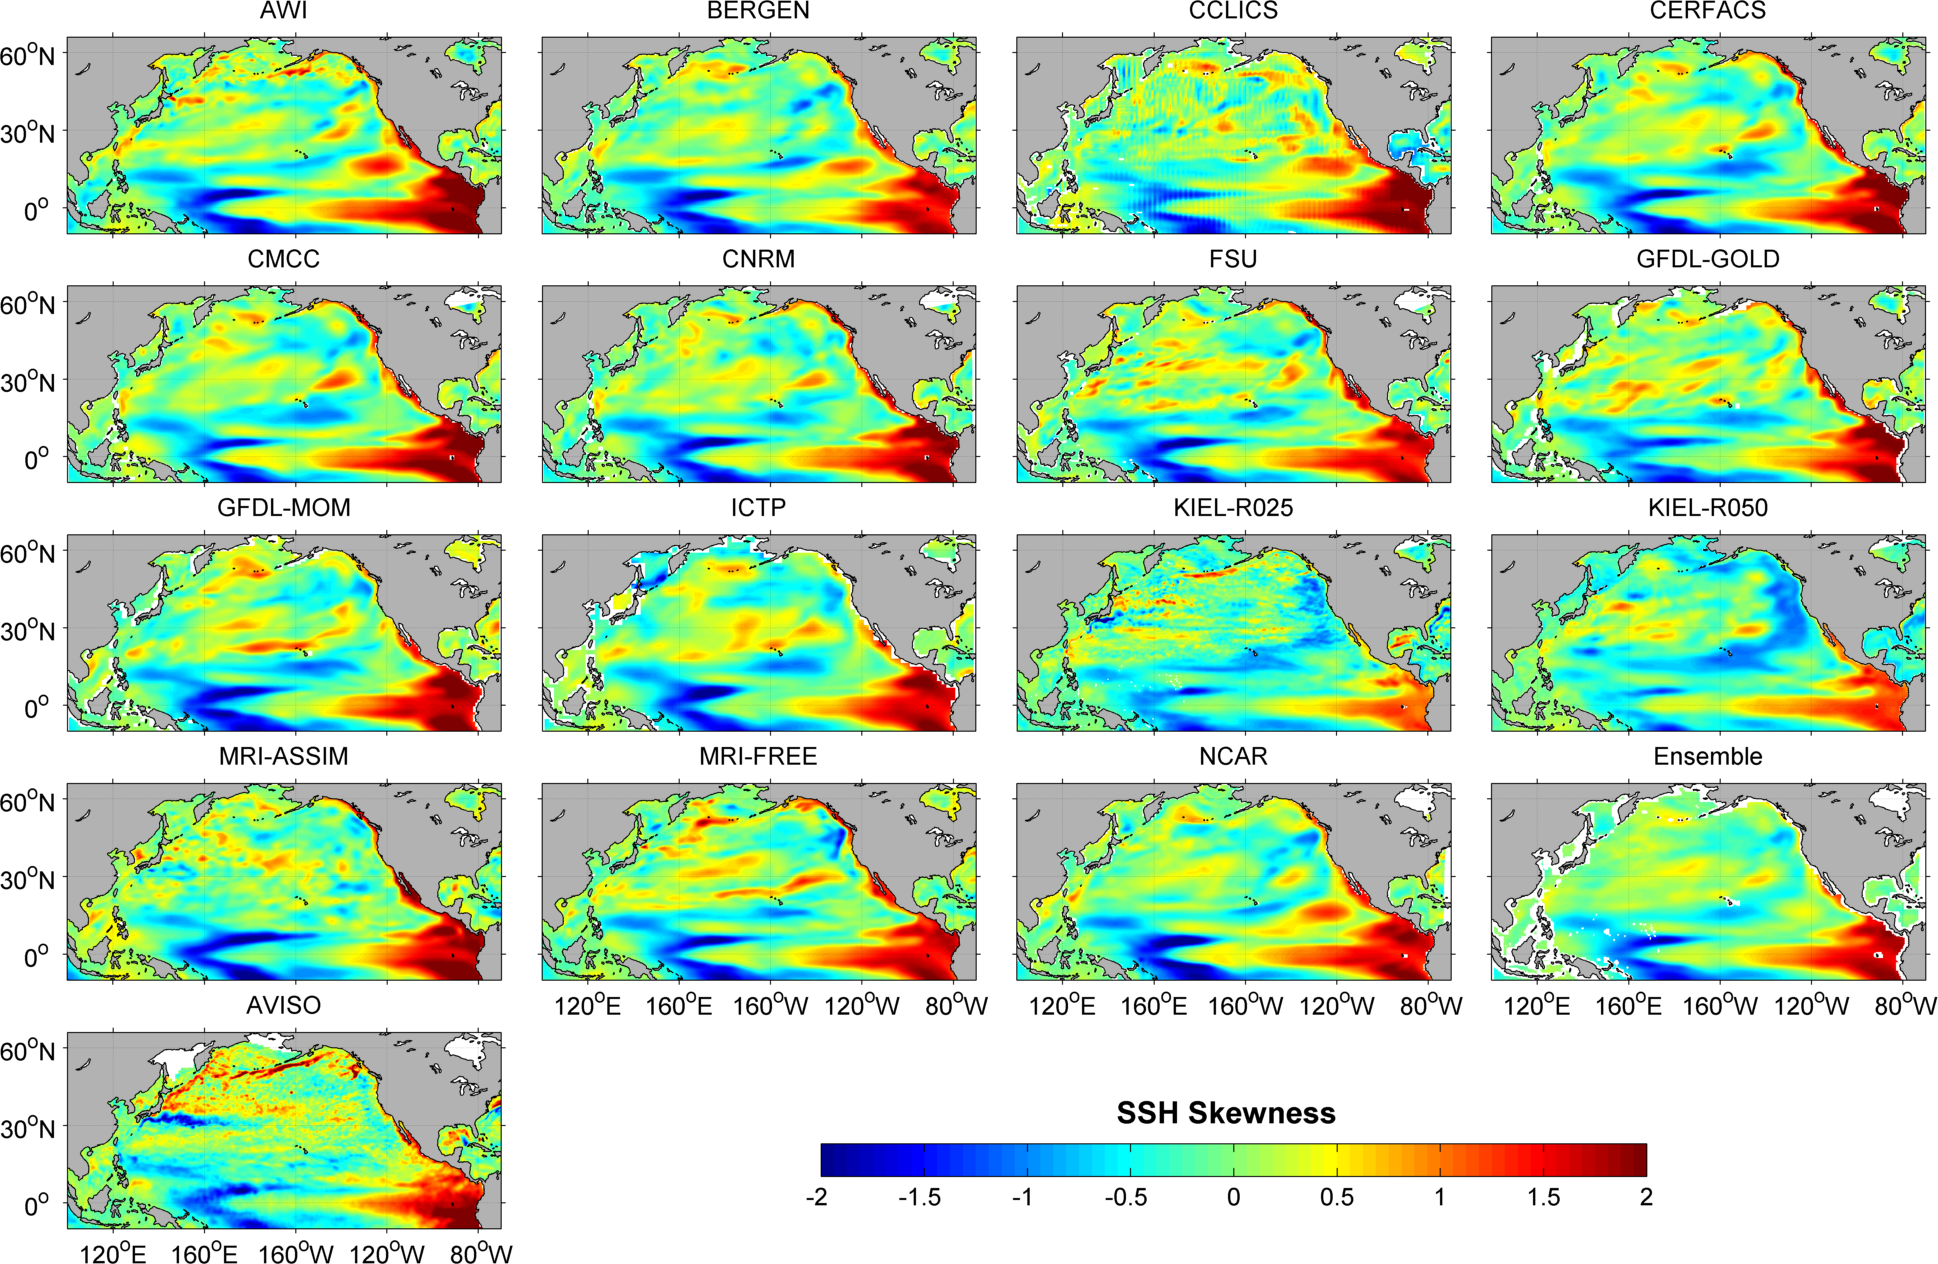 AWI BERGEN CCLICS CERFACS
60°N
30°N
0°
CMCC CNRM FSU GFDL-GOLD
60°N
30°N
0°
GFDL-MOM ICTP KIEL-R025 KIEL-R050
60°N
30°N
0°
MRI-ASSIM MRI-FREE NCAR Ensemble
60°N
30°N
0°
120°E 160°E 160°W 120°W 80°W 120°E 160°E 160°W 120°W 80°W 120°E 160°E 160°W 120°W 80°W
AVISO
60°N
30°N
0°
120°E 160°E 160°W 120°W 80°W
SSH Skewness
-2 -1.5 -1 -0.5 0 0.5 1 1.5 2